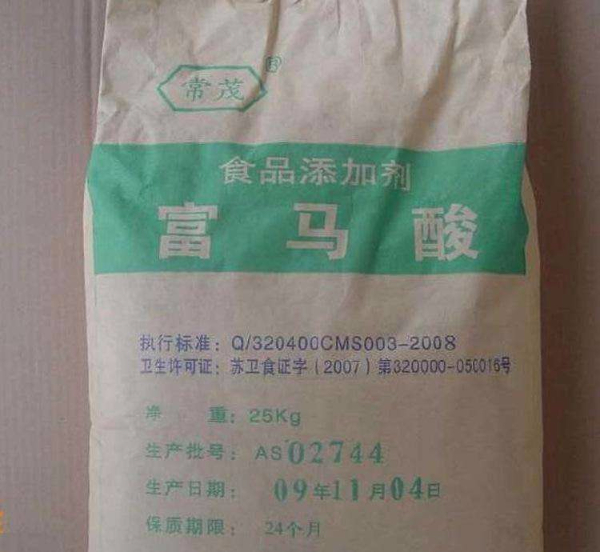 常茂®
食品添加剂
富马酸
执行标准：Q/320400CMS003-2008
卫生许可证：苏卫食证字（2007）第320000-050016号
净 重：25Kg
生产批号：AS 02744
生产日期：09年11月04日
保质期限：24个月